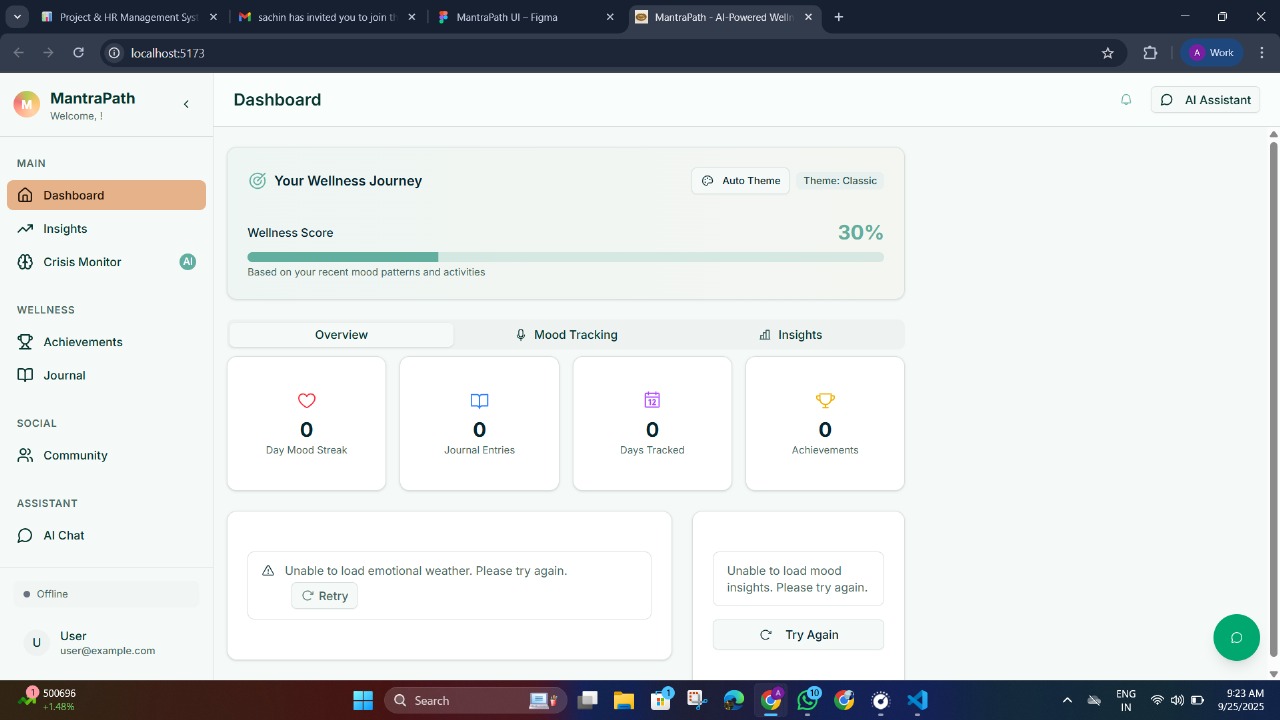 Project & HR Management Syst
sachin has invited you to join th
MantraPath UI – Figma
MantraPath - AI-Powered Welln
localhost:5173
A Work
M
MantraPath
Welcome, !
Dashboard
AI Assistant
MAIN
Dashboard
Insights
Crisis Monitor AI
WELLNESS
Achievements
Journal
SOCIAL
Community
ASSISTANT
AI Chat
Offline
U
User
user@example.com
Your Wellness Journey
Auto Theme
Theme: Classic
Wellness Score
30%
Based on your recent mood patterns and activities
Overview
Mood Tracking
Insights
0
Day Mood Streak
0
Journal Entries
12
0
Days Tracked
0
Achievements
Unable to load emotional weather. Please try again.
Retry
Unable to load mood
insights. Please try again.
Try Again
1
500696
+1.48%
Search
1
A
10
ENG
IN
9:23 AM
9/25/2025